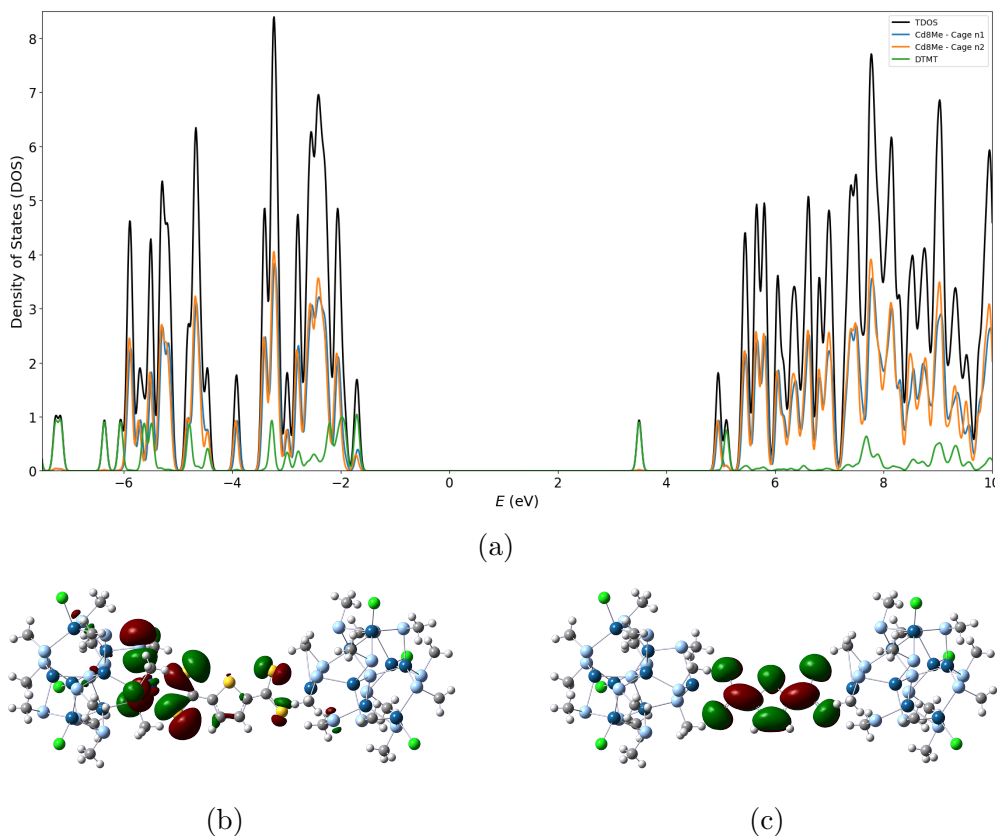 8
7
6
5
4
3
2
1
0
Density of States (DOS)
TDOS
Cd8Me - Cage n1
Cd8Me - Cage n2
DTMT
−6 −4 −2 0 2 4 6 8 10
E (eV)
(a)
(b) (c)